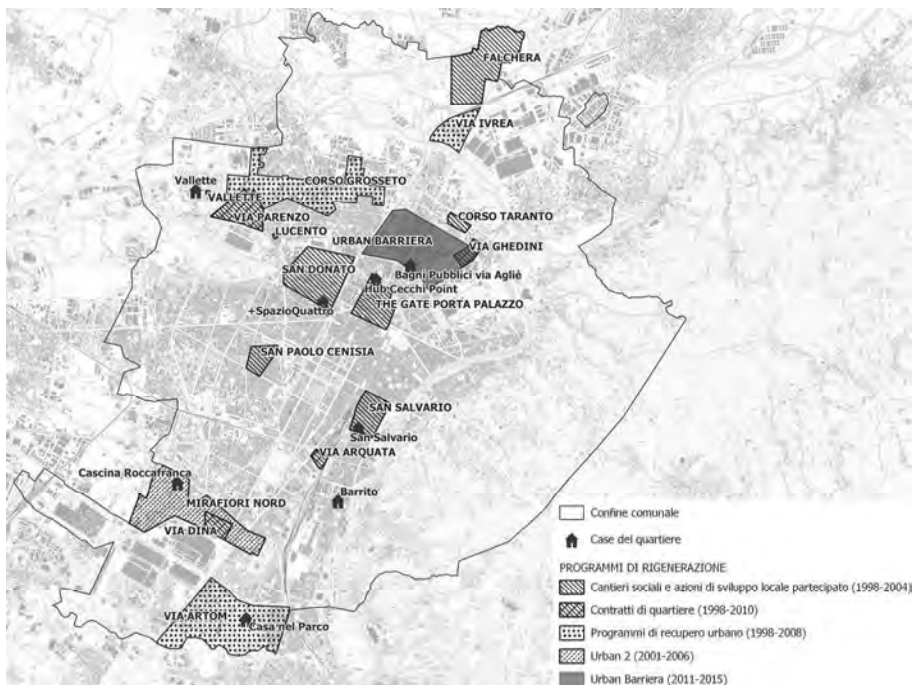 FALCHERA
VIA IVREA
CORSO GROSSETO
Vallette
VALLETTE
VIA PARENZO
LUCENTO
CORSO TARANTO
URBAN BARRIERA
VIA GHEDINI
SAN DONATO
Bagni Pubblici via Agliè
Hub Cecchi Point
THE GATE PORTA PALAZZO
+SpazioQuattro
SAN PAOLO CENISIA
SAN SALVARIO
San Salvario
VIA ARQUATA
Cascina Roccafranca
Barrito
MIRAFIORI NORD
VIA DINA
VIA ARTOM
Casa nel Parco
Confine comunale
Case del quartiere
PROGRAMMI DI RIGENERAZIONE
Cantieri sociali e azioni di sviluppo locale partecipato (1998-2004)
Contratti di quartiere (1998-2010)
Programmi di recupero urbano (1998-2008)
Urban 2 (2001-2006)
Urban Barriera (2011-2015)